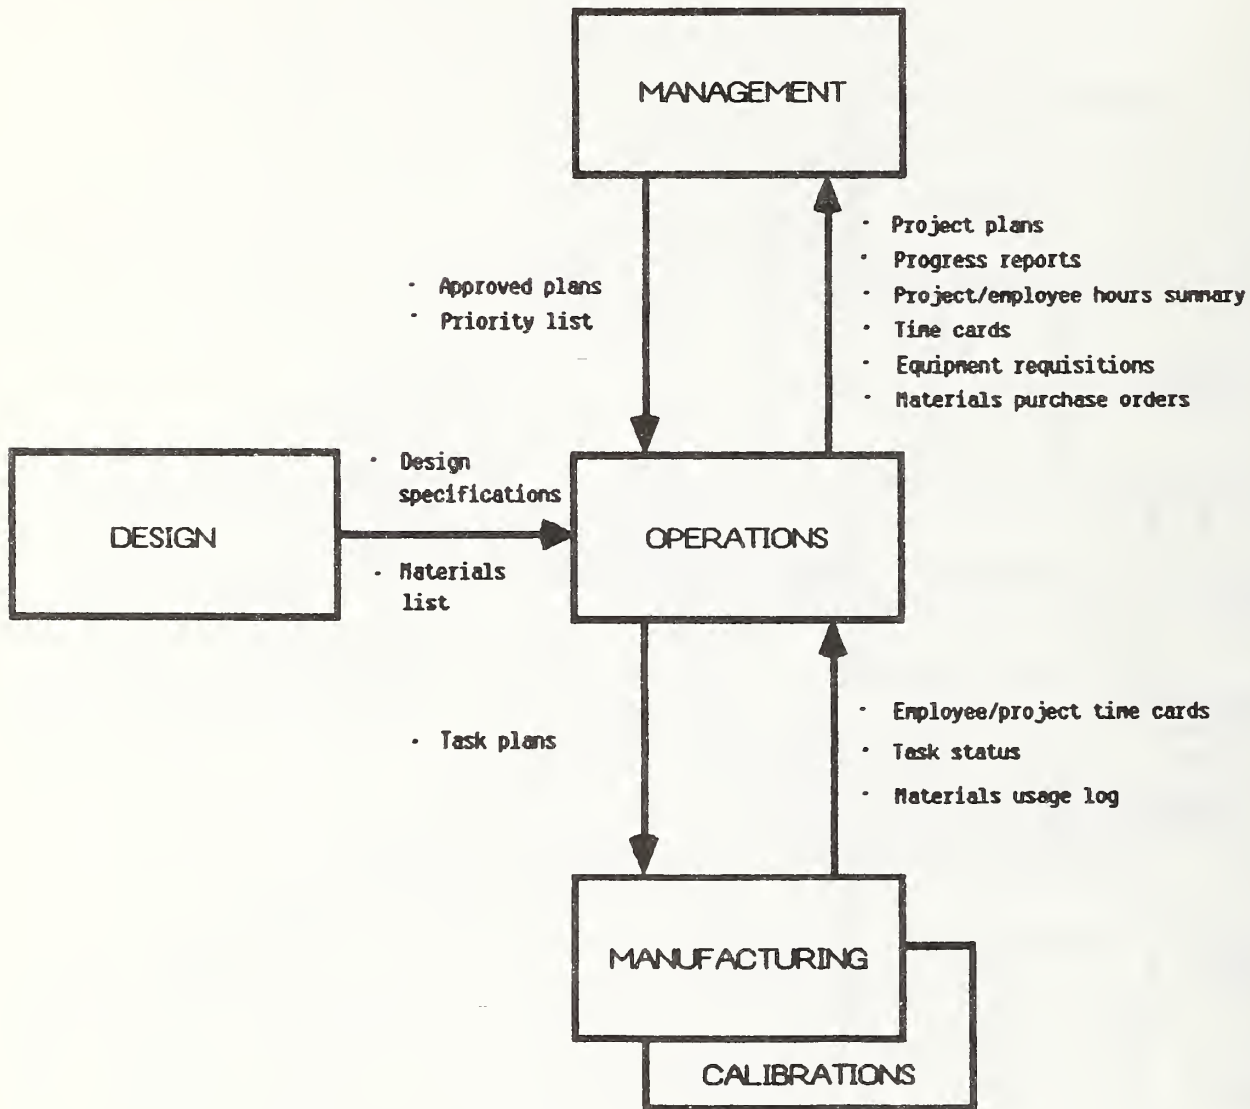 MANAGEMENT
· Approved plans
· Priority list
· Project plans
· Progress reports
· Project/employee hours summary
· Time cards
· Equipment requisitions
· Materials purchase orders
DESIGN
· Design
specifications
· Materials
list
OPERATIONS
· Task plans
· Employee/project time cards
· Task status
· Materials usage log
MANUFACTURING
CALIBRATIONS